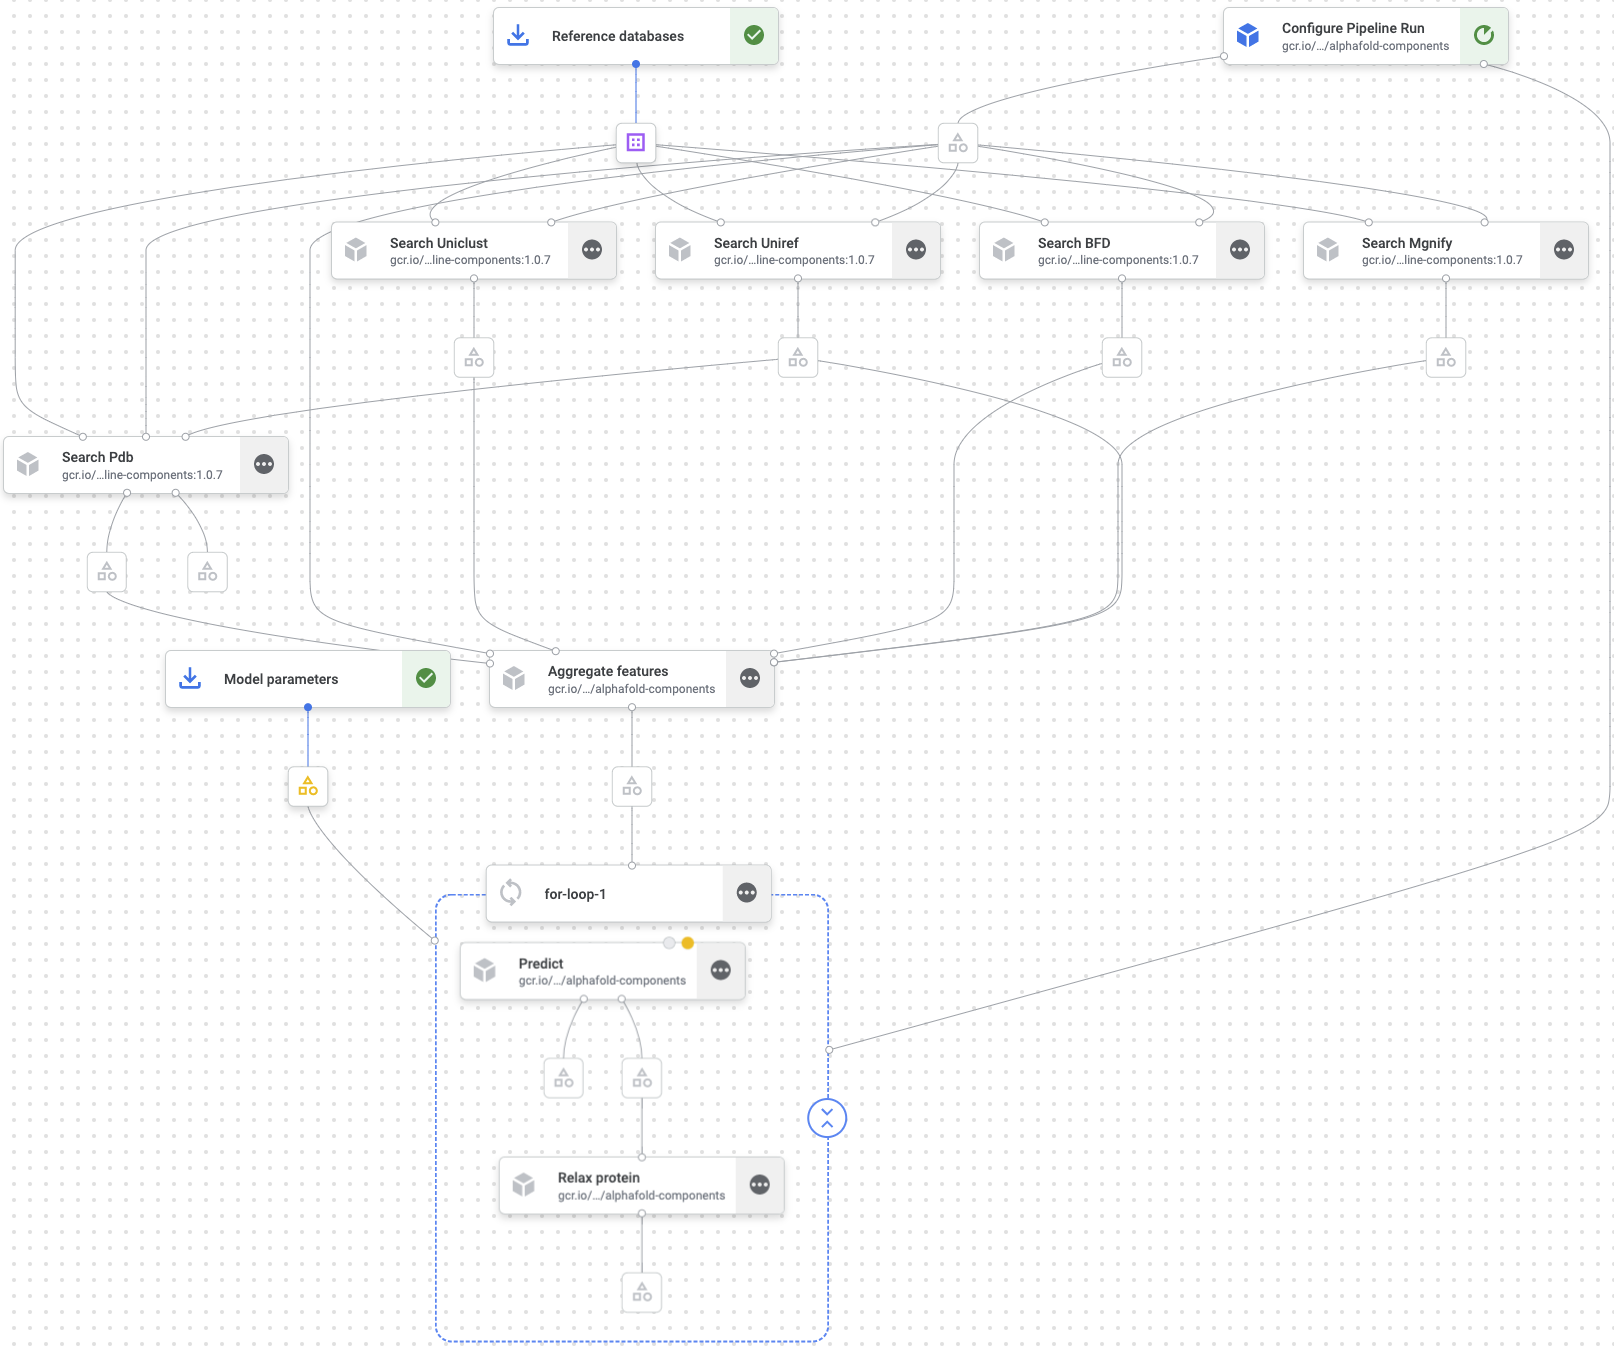 Reference databases
Configure Pipeline Run
gcr.io/.../alphafold-components
Search Uniclust
gcr.io/...line-components:1.0.7
Search Uniref
gcr.io/...line-components:1.0.7
Search BFD
gcr.io/...line-components:1.0.7
Search Mgnify
gcr.io/...line-components:1.0.7
Search Pdb
gcr.io/...line-components:1.0.7
Model parameters
Aggregate features
gcr.io/.../alphafold-components
for-loop-1
Predict
gcr.io/.../alphafold-components
Relax protein
gcr.io/.../alphafold-components